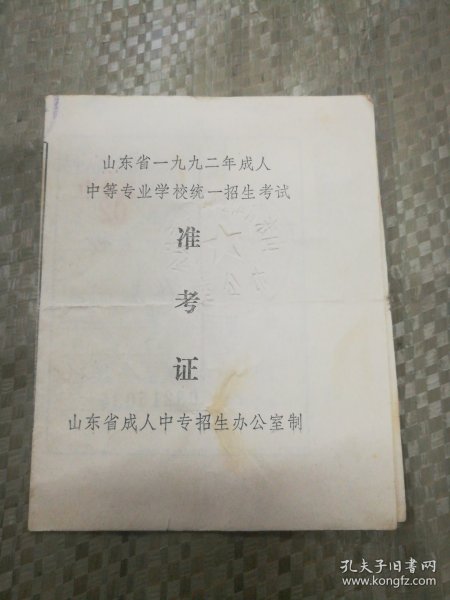 山东省一九九二年成人
中等专业学校统一招生考试
准
考
证
山东省成人中专招生办公室制
孔夫子旧书网
www.kongfz.com